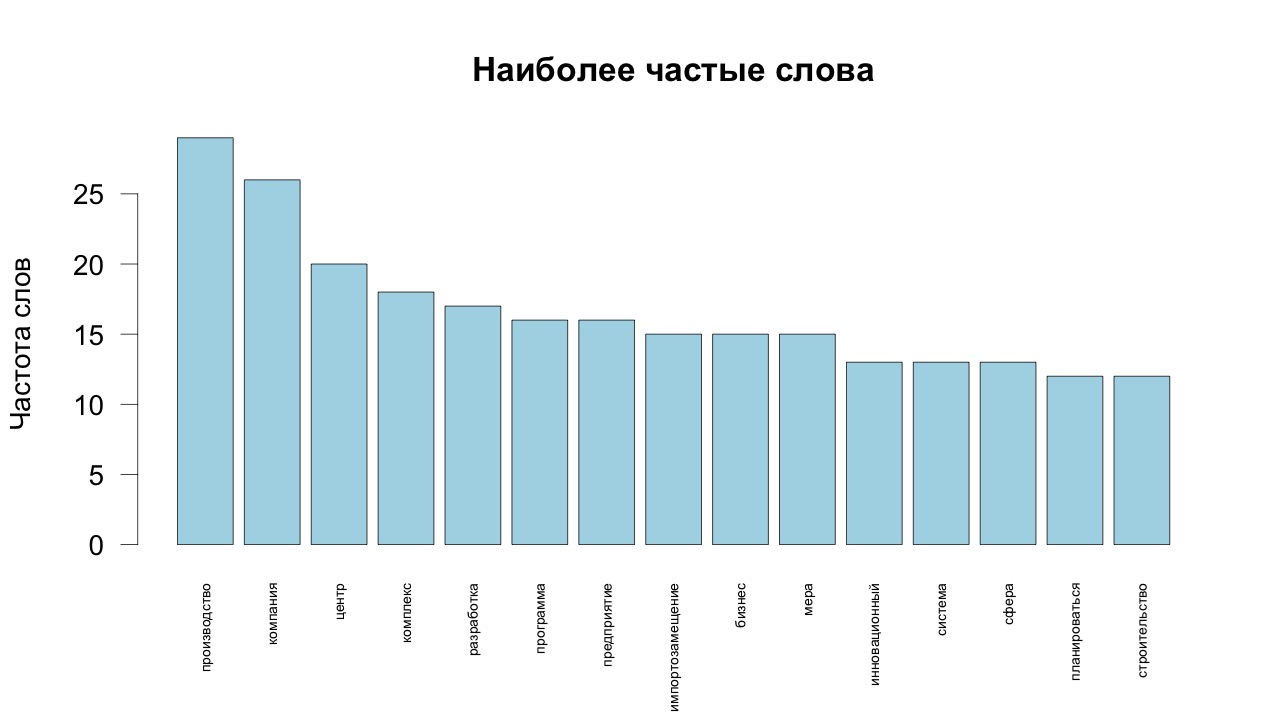 Наиболее частые слова
Частота слов
25
20
15
10
5
0
производство
компания
центр
комплекс
разработка
программа
предприятие
импортозамещение
бизнес
мера
инновационный
система
сфера
планироваться
строительство